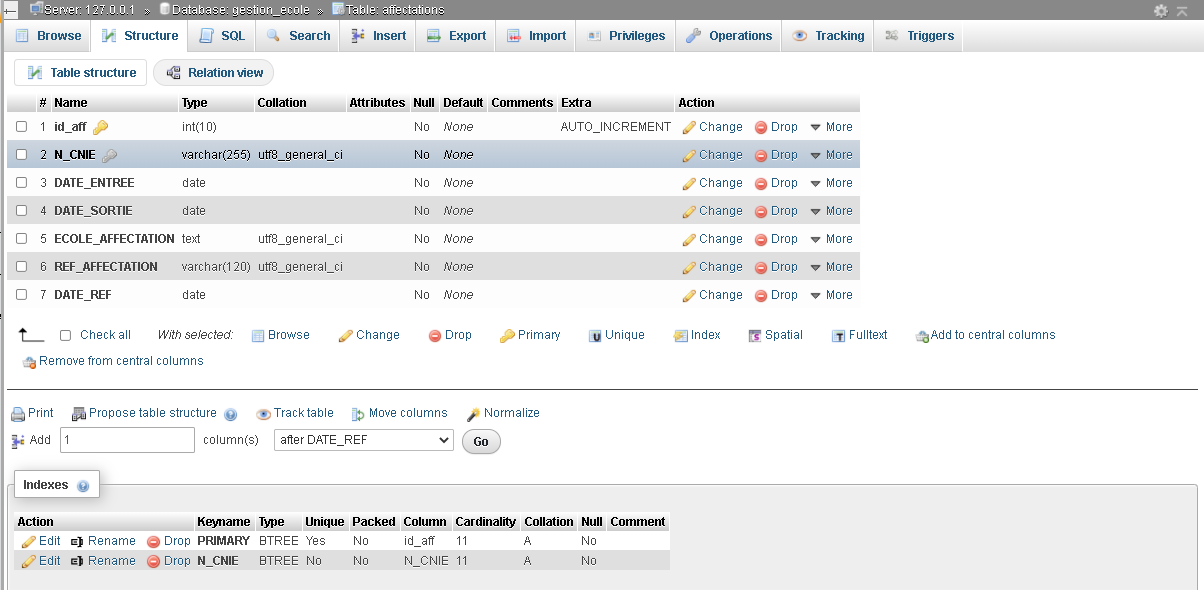 Server: 127.0.0.1 » Database: gestion_ecole » Table: affectations
Browse Structure SQL Search Insert Export Import Privileges Operations Tracking Triggers
Table structure Relation view
# Name Type Collation Attributes Null Default Comments Extra Action
1 id_aff int(10) No None AUTO_INCREMENT Change Drop More
2 N_CNIE varchar(255) utf8_general_ci No None Change Drop More
3 DATE_ENTREE date No None Change Drop More
4 DATE_SORTIE date No None Change Drop More
5 ECOLE_AFFECTATION text utf8_general_ci No None Change Drop More
6 REF_AFFECTATION varchar(120) utf8_general_ci No None Change Drop More
7 DATE_REF date No None Change Drop More
Check all With selected: Browse Change Drop Primary Unique Index Spatial Fulltext Add to central columns
Remove from central columns
Print Propose table structure Track table Move columns Normalize
Add 1 column(s) after DATE_REF Go
Indexes
Action Keyname Type Unique Packed Column Cardinality Collation Null Comment
Edit Rename Drop PRIMARY BTREE Yes No id_aff 11 A No
Edit Rename Drop N_CNIE BTREE No No N_CNIE 11 A No